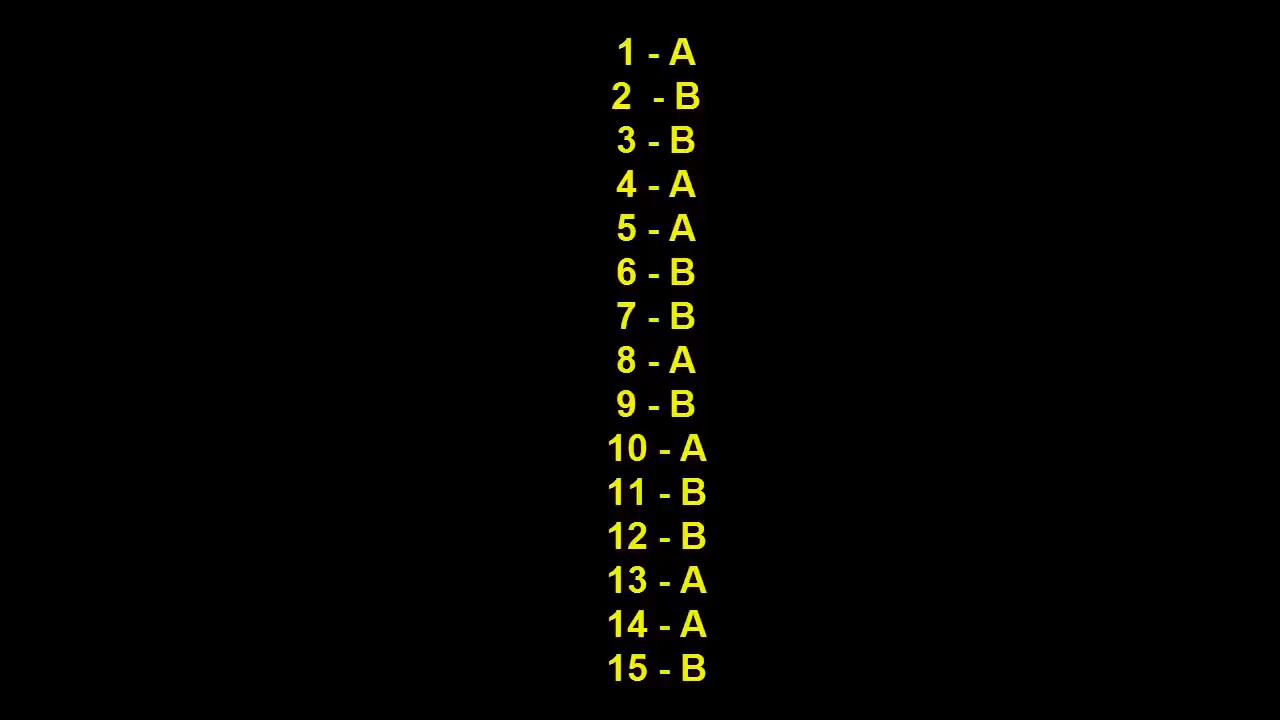 1 - A
2  - B
3 - B
4 - A
5 - A
6 - B
7 - B
8 - A
9 - B
10 - A
11 - B
12 - B
13 - A
14 - A
15 - B